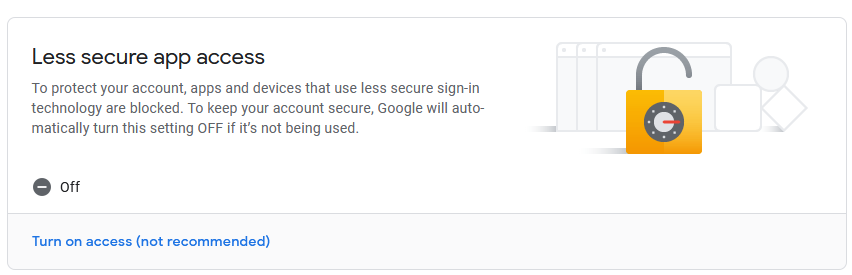 Less secure app access
To protect your account, apps and devices that use less secure sign-in
technology are blocked. To keep your account secure, Google will auto-
matically turn this setting OFF if it’s not being used.
Off
Turn on access (not recommended)